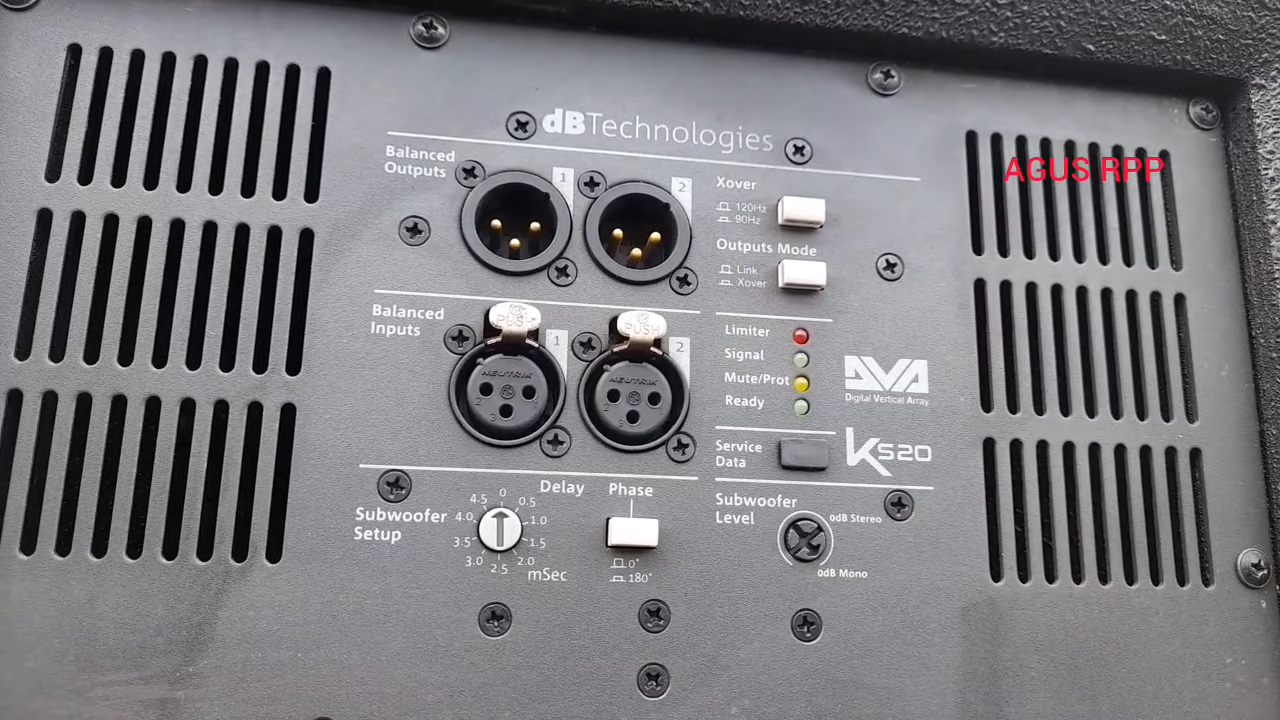 dBTechnologies
AGUS RPP
Balanced
Outputs
1
2
Xover
120Hz
90Hz
Outputs Mode
Link
Xover
Balanced
Inputs
PUSH
1
PUSH
2
NEUTRIK
NEUTRIK
Limiter
Signal
Mute/Prot
Ready
DVA
Digital Vertical Array
Service
Data
KS20
Subwoofer
Setup
Delay
0
0.5
1.0
1.5
2.0
2.5
3.0
3.5
4.0
4.5
mSec
Phase
0°
180°
Subwoofer
Level
0dB Stereo
0dB Mono